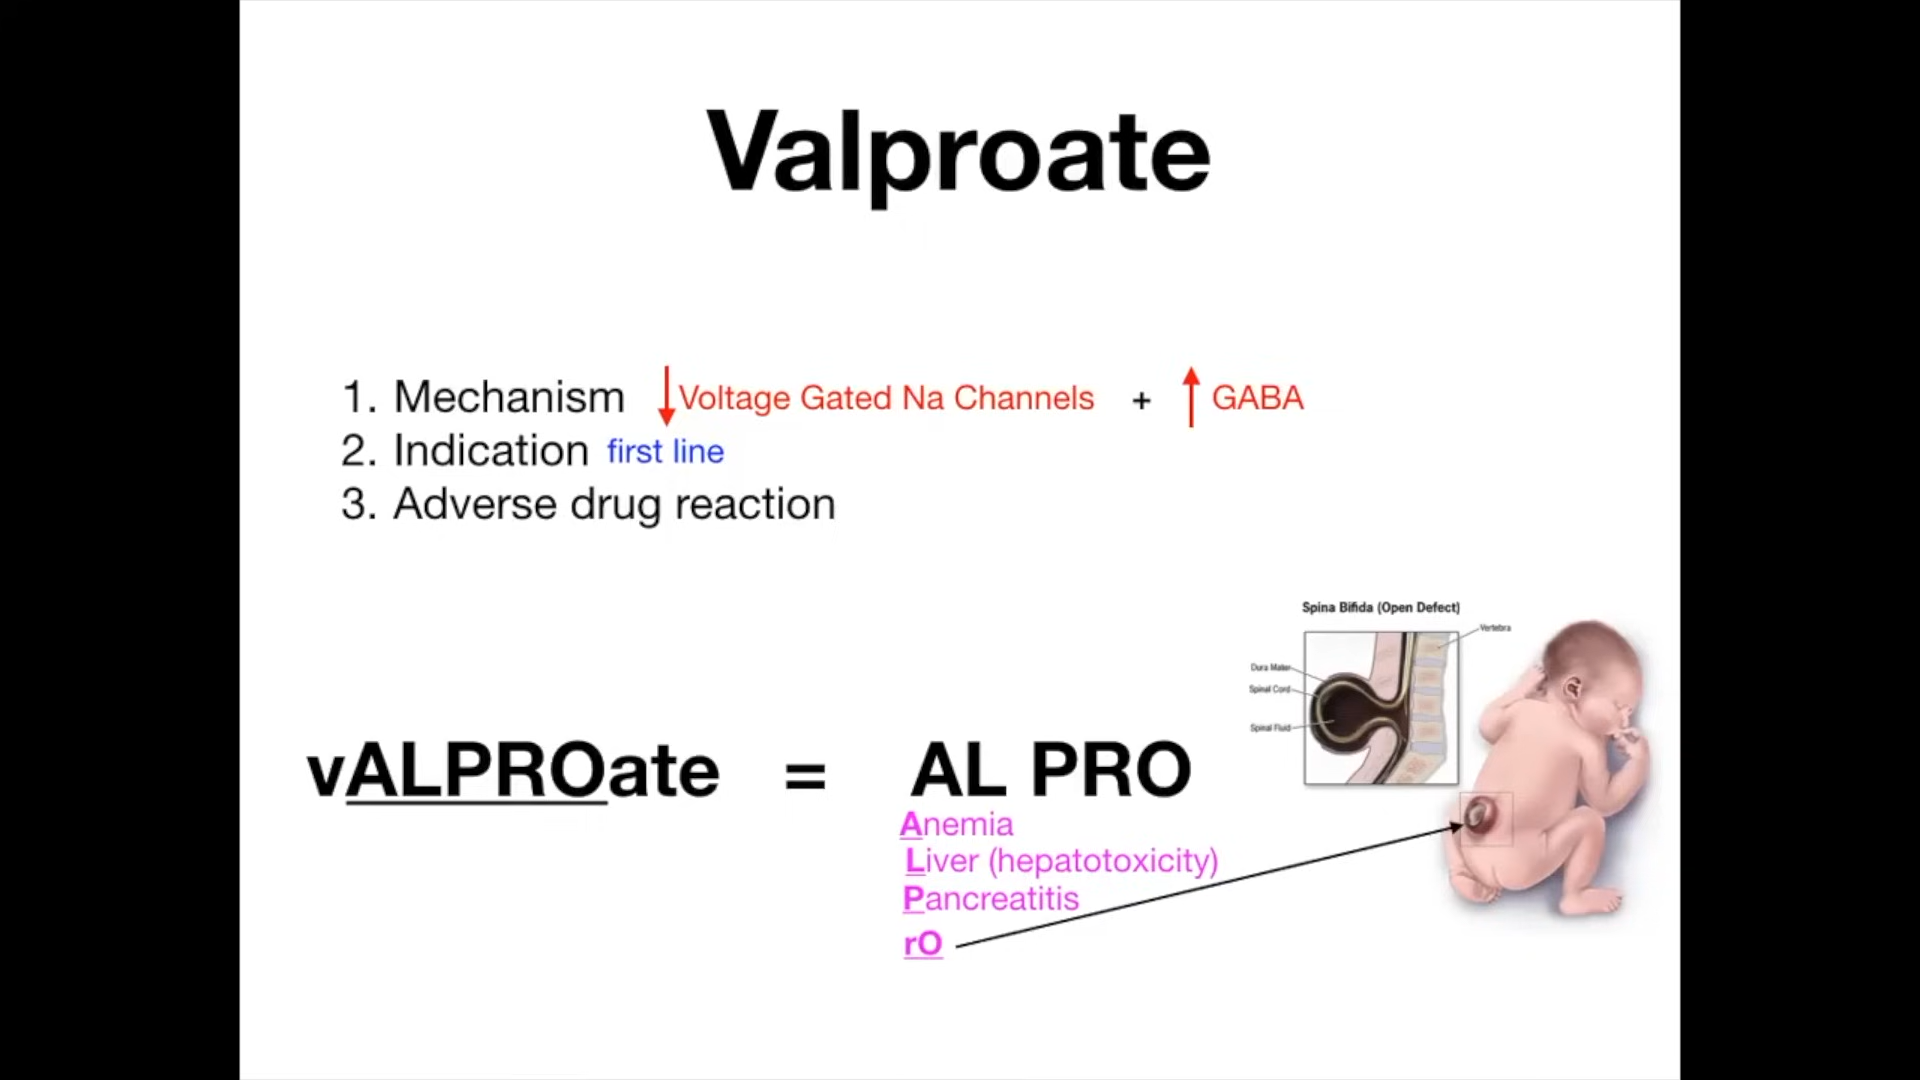 Valproate
1. Mechanism ↓ Voltage Gated Na Channels + ↑ GABA
2. Indication first line
3. Adverse drug reaction
Spina Bifida (Open Defect)
Vertebra
Dura Mater
Spinal Cord
Spinal Fluid
vALPROate = AL PRO
Anemia
Liver (hepatotoxicity)
Pancreatitis
rO